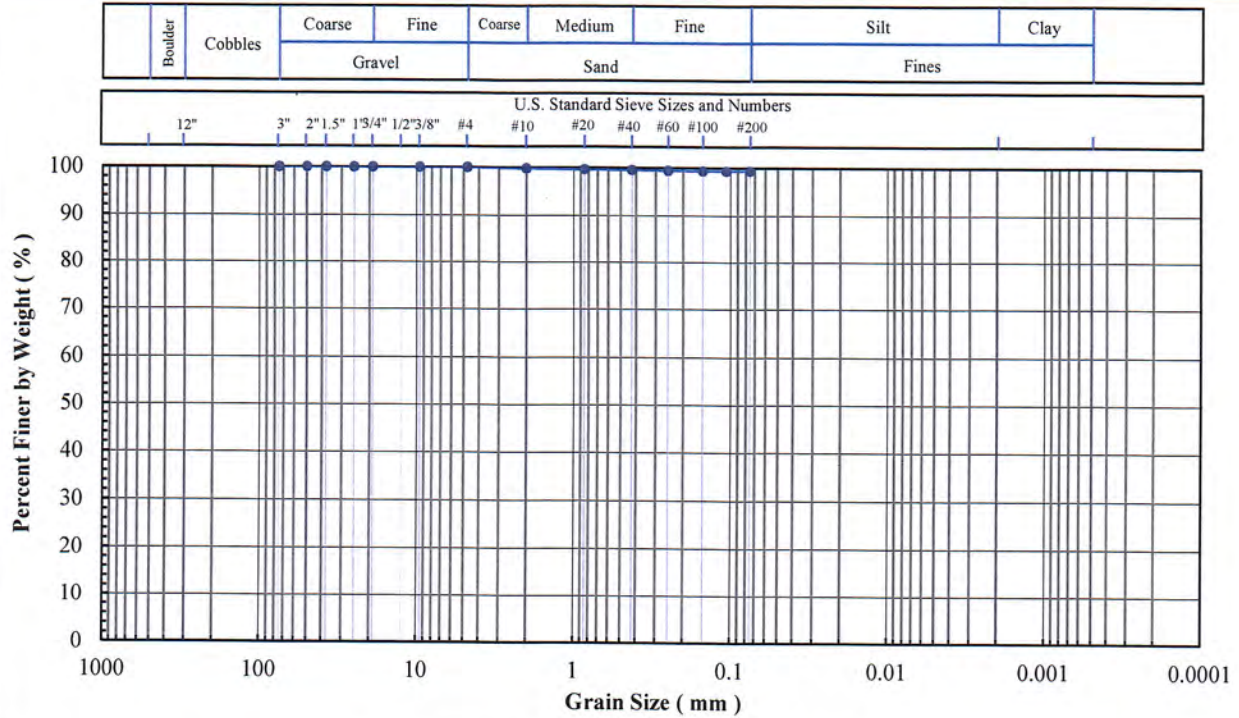 Boulder Cobbles Coarse Fine Coarse Medium Fine Silt Clay
Gravel Sand Fines
U.S. Standard Sieve Sizes and Numbers
12" 3" 2" 1.5" 1" 3/4" 1/2" 3/8" #4 #10 #20 #40 #60 #100 #200
100
90
80
70
60
50
40
30
20
10
0
Percent Finer by Weight ( % )
1000 100 10 1 0.1 0.01 0.001 0.0001
Grain Size ( mm )